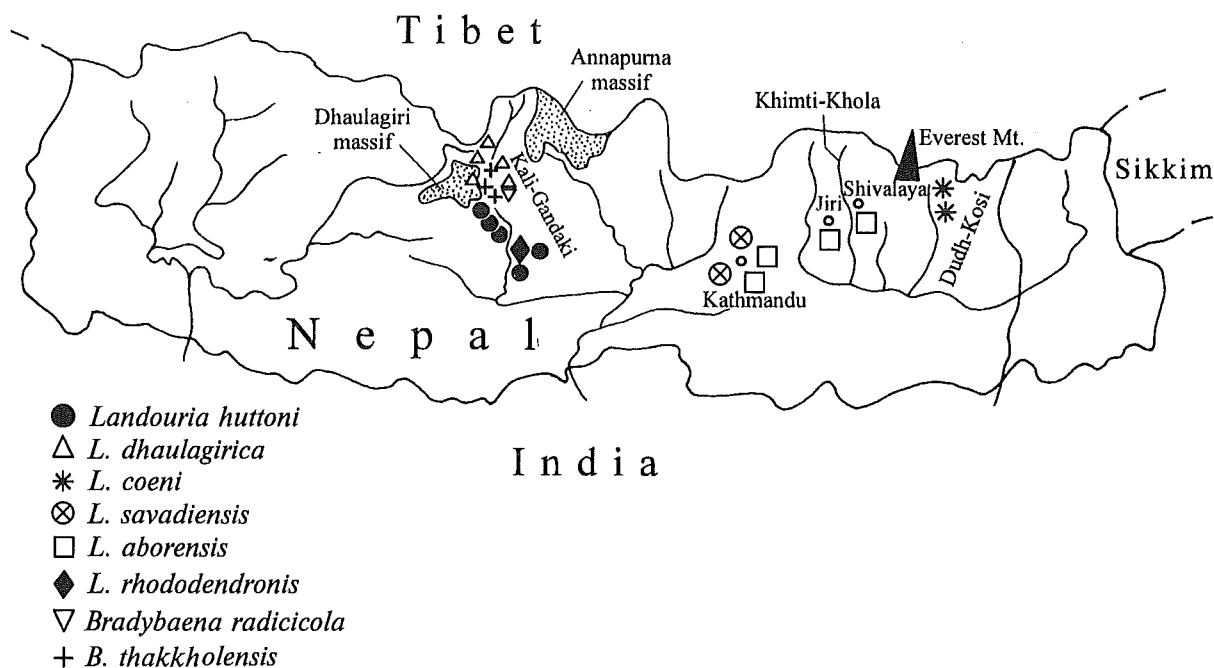 Tibet
Annapurna
massif
Khimti-Khola
Dhaulagiri
massif
Everest Mt.
Sikkim
Kali-Gandaki
Jiri
Shivalaya
Dudh-Kosi
Kathmandu
Nepal
India
Landouria huttoni
L. dhaulagirica
L. coeni
L. savadiensis
L. aborensis
L. rhododendronis
Bradybaena radicicola
B. thakkholensis